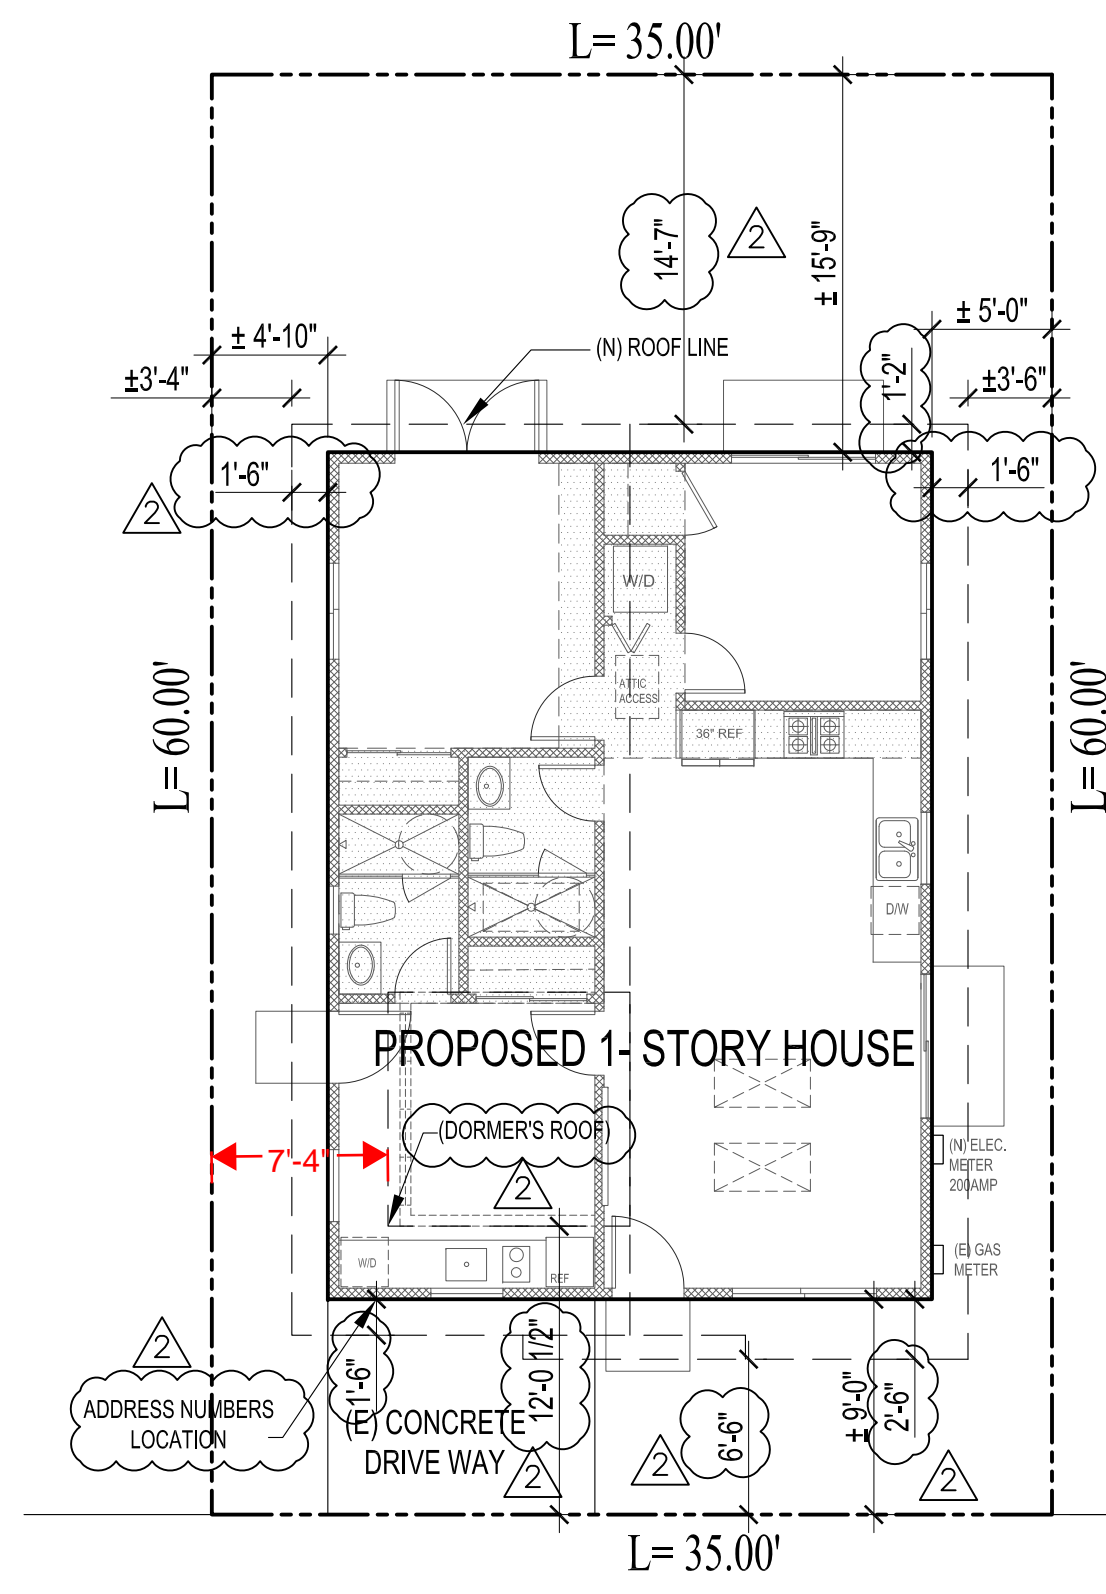 L= 35.00'
14'-7"
2
± 15'-9"
± 5'-0"
± 4'-10"
(N) ROOF LINE
1'-2"
±3'-4"
±3'-6"
1'-6"
1'-6"
2
W/D
ATTIC
ACCESS
36" REF
L= 60.00'
L= 60.00'
D/W
PROPOSED 1- STORY HOUSE
(DORMER'S ROOF)
7'-4"
2
(N) ELEC.
METER
200AMP
(E) GAS
METER
W/D
REF
2
1'-6"
12'-0 1/2"
ADDRESS NUMBERS
LOCATION
(E) CONCRETE
DRIVE WAY
2
6'-6"
2
± 9'-0"
2'-6"
2
L= 35.00'